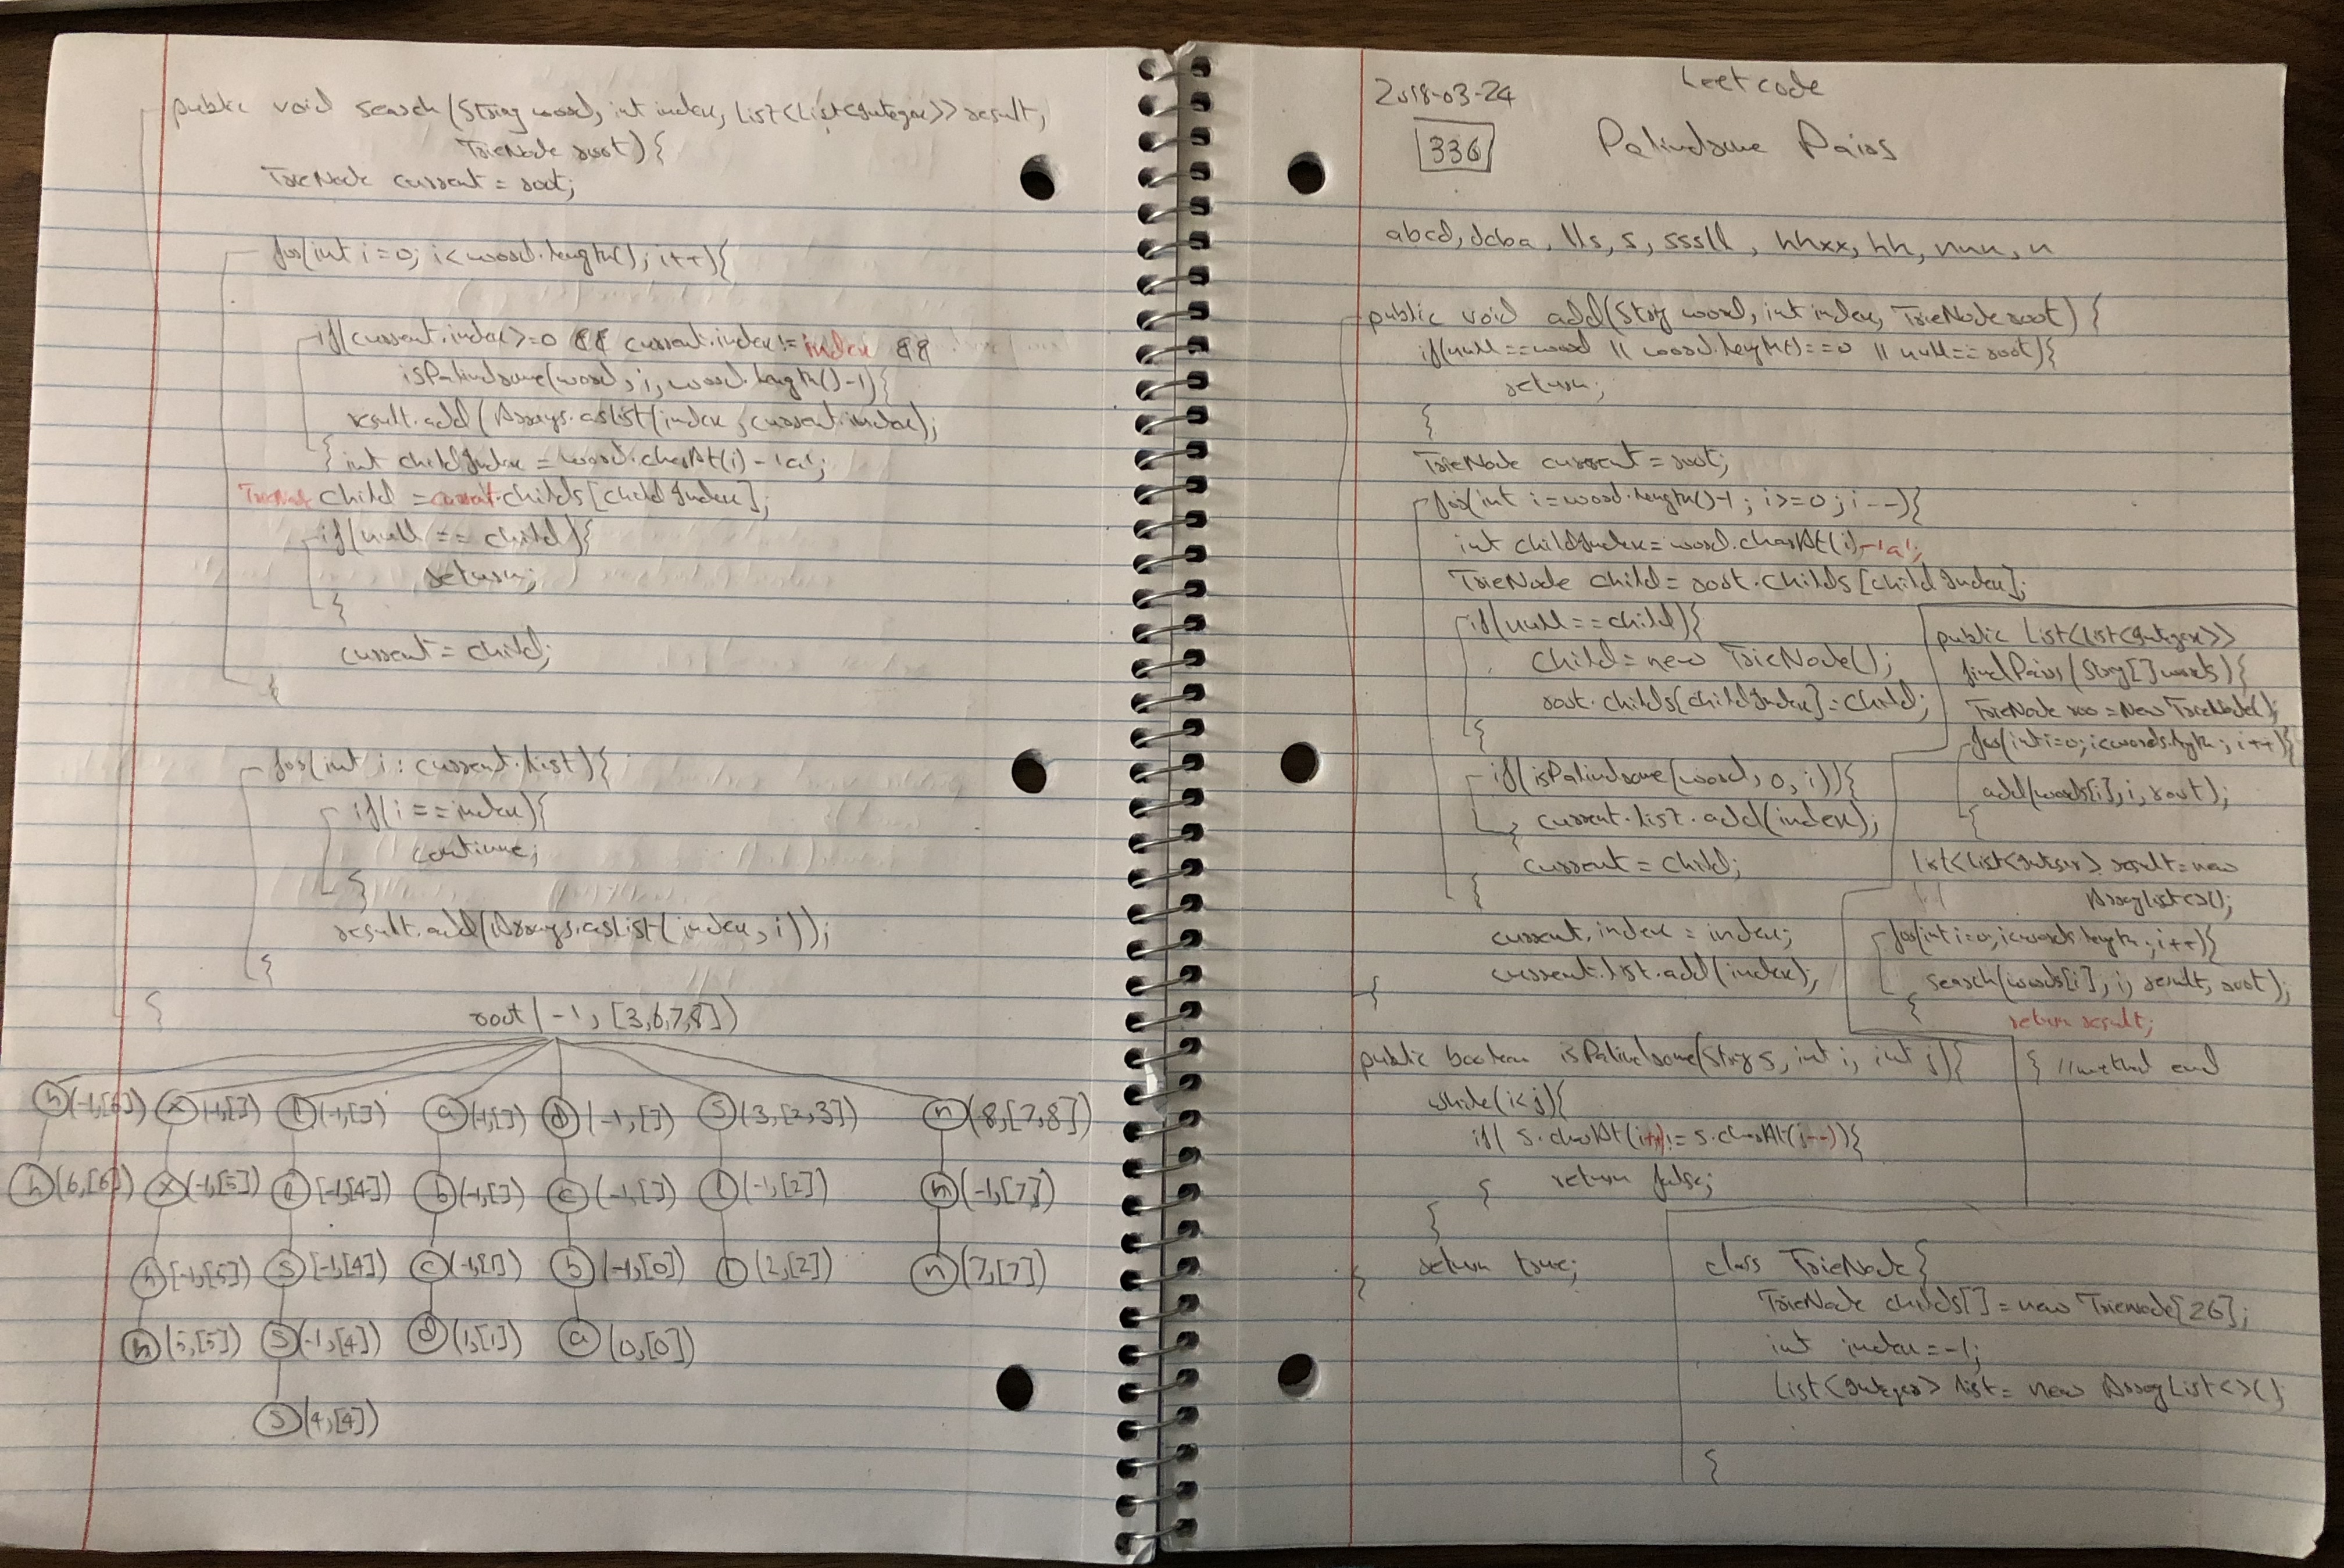 public void search(String word, int index, List<List<Integer>> result,
TrieNode root){
TrieNode current = root;
for(int i=0; i<word.length(); i++){
if(current.index>=0 && current.index!=index &&
isPalindrome(word, i, word.length()-1){
result.add(Arrays.asList(index, current.index);
} int childIndex = word.charAt(i)-'a';
TrieNode child = current.childs[childIndex];
if(null == child){
return;
}
current = child;
}
for(int i : current.list){
if(i == index){
continue;
}
result.add(Arrays.asList(index, i));
}
}
root(-1, [3,6,7,8])
h(-1,[6]) x(-1,[]) l(-1,[]) a(-1,[]) d(-1,[]) s(3,[2,3]) n(8,[7,8])
h(6,[6]) x(-1,[5]) l[-1,[4]) b(-1,[]) c(-1,[]) l(-1,[2]) n(-1,[7])
h[-1,[5]) s[-1,[4]) c(-1,[1]) b(-1,[0]) l(2,[2]) n(7,[7])
h(5,[5]) s(-1,[4]) d(1,[1]) a(0,[0])
s(4,[4])
2018-03-24
Leetcode
336
Palindrome Pairs
abcd, dcba, lls, s, sssll, hhxx, hh, nnn, n
public void add(String word, int index, TrieNode root) {
if(null==word || word.length()==0 || null==root){
return;
}
TrieNode current = root;
for(int i=word.length()-1; i>=0; i--){
int childIndex=word.charAt(i)-'a';
TrieNode child = root.childs[childIndex];
if(null==child){
child = new TrieNode();
root.childs[childIndex]=child;
}
if(isPalindrome(word, 0, i)){
current.list.add(index);
}
current = child;
}
current.index = index;
current.list.add(index);
}
public List<List<Integer>>
findPairs(String[] words){
TrieNode roo = New TrieNode();
for(int i=0; i<words.length; i++){
add(words[i], i, root);
}
List<List<Integer>> result = new
ArrayList<>();
for(int i=0; i<words.length; i++){
search(words[i], i, result, root);
}
return result;
} //method end
public boolean isPalindrome(String s, int i, int j){
while(i<j){
if( s.charAt(i++)!= s.charAt(j--)){
return false;
}
}
return true;
}
class TrieNode{
TrieNode childs[] = new Trienode[26];
int index = -1;
List<Integer> list = new ArrayList<>();
}